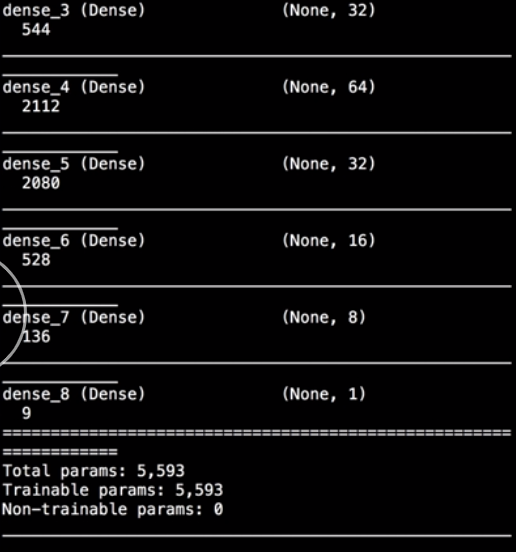 dense_3 (Dense) (None, 32)
544
dense_4 (Dense) (None, 64)
2112
dense_5 (Dense) (None, 32)
2080
dense_6 (Dense) (None, 16)
528
dense_7 (Dense) (None, 8)
136
dense_8 (Dense) (None, 1)
9
Total params: 5,593
Trainable params: 5,593
Non-trainable params: 0